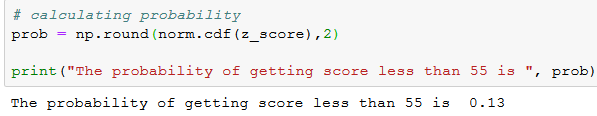 # calculating probability
prob = np.round(norm.cdf(z_score),2)
print("The probability of getting score less than 55 is ", prob)
The probability of getting score less than 55 is  0.13